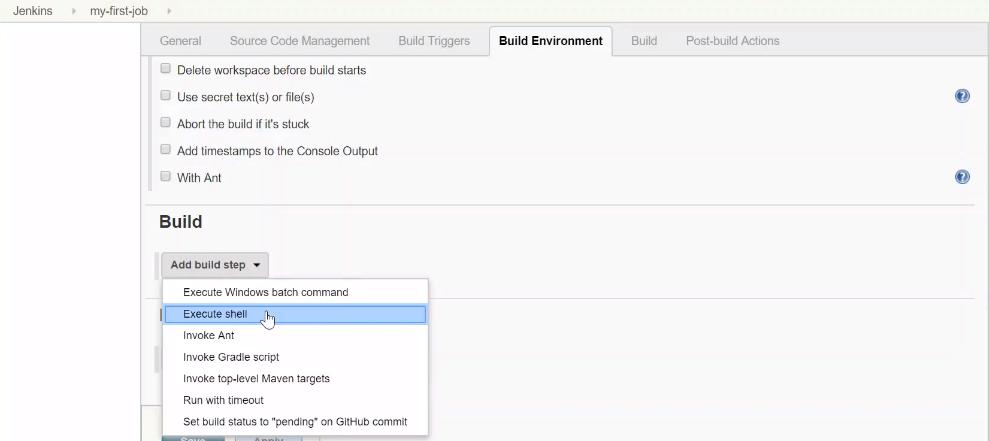 Jenkins my-first-job
General Source Code Management Build Triggers Build Environment Build Post-build Actions
Delete workspace before build starts
Use secret text(s) or file(s)
Abort the build if it's stuck
Add timestamps to the Console Output
With Ant
Build
Add build step
Execute Windows batch command
Execute shell
Invoke Ant
Invoke Gradle script
Invoke top-level Maven targets
Run with timeout
Set build status to "pending" on GitHub commit
Save Apply